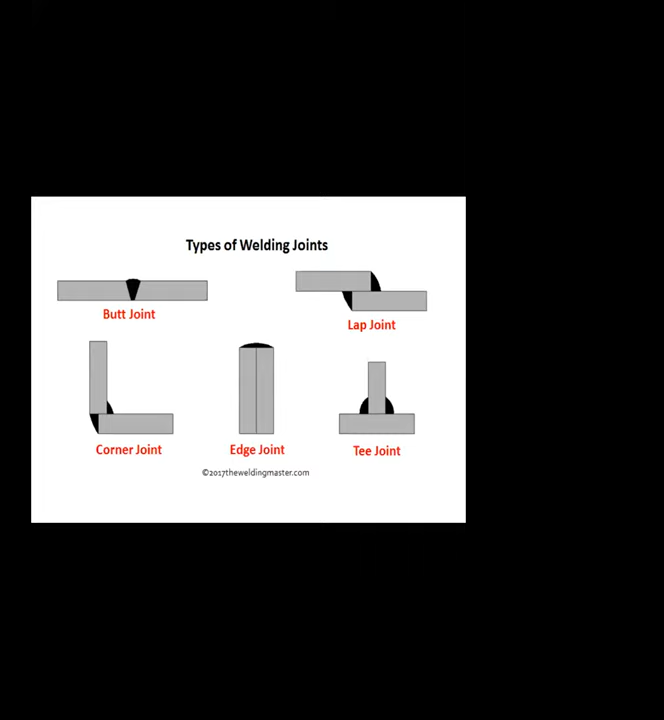 Types of Welding Joints
Butt Joint
Lap Joint
Corner Joint
Edge Joint
Tee Joint
©2017theweldingmaster.com